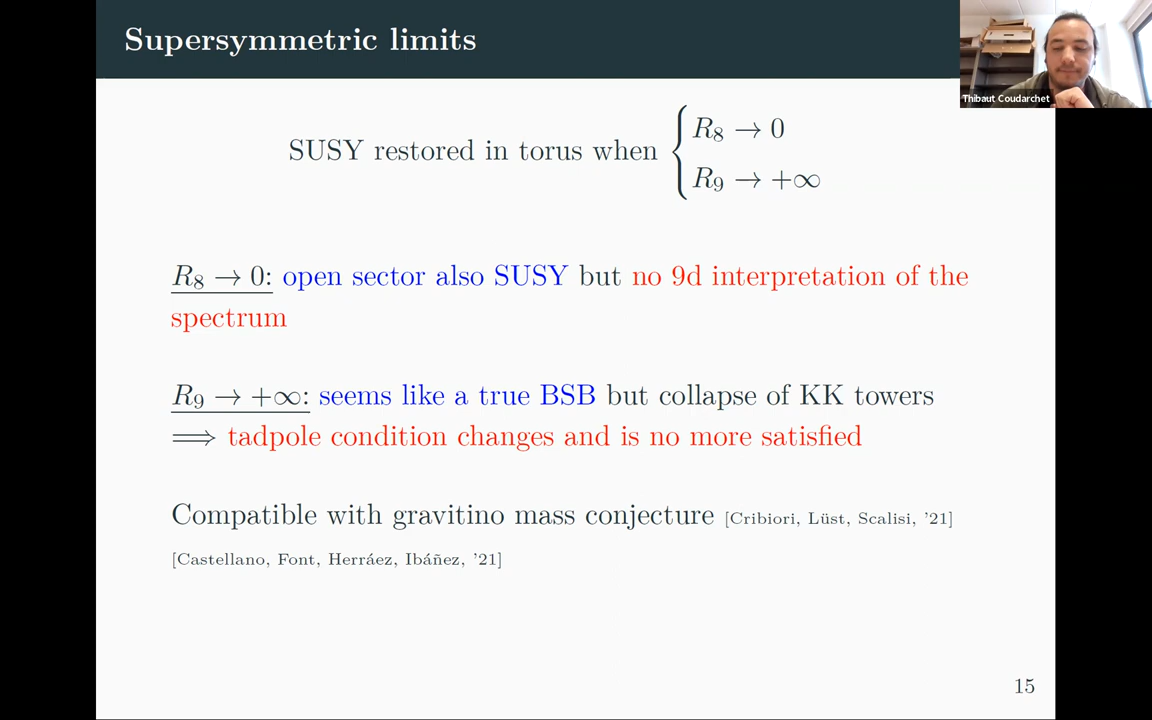 Supersymmetric limits
Thibaut Coudarchet
SUSY restored in torus when { R₈ → 0
R₉ → +∞
R₈ → 0: open sector also SUSY but no 9d interpretation of the
spectrum
R₉ → +∞: seems like a true BSB but collapse of KK towers
⟹ tadpole condition changes and is no more satisfied
Compatible with gravitino mass conjecture [Cribiori, Lüst, Scalisi, ’21]
[Castellano, Font, Herráez, Ibáñez, ’21]
15